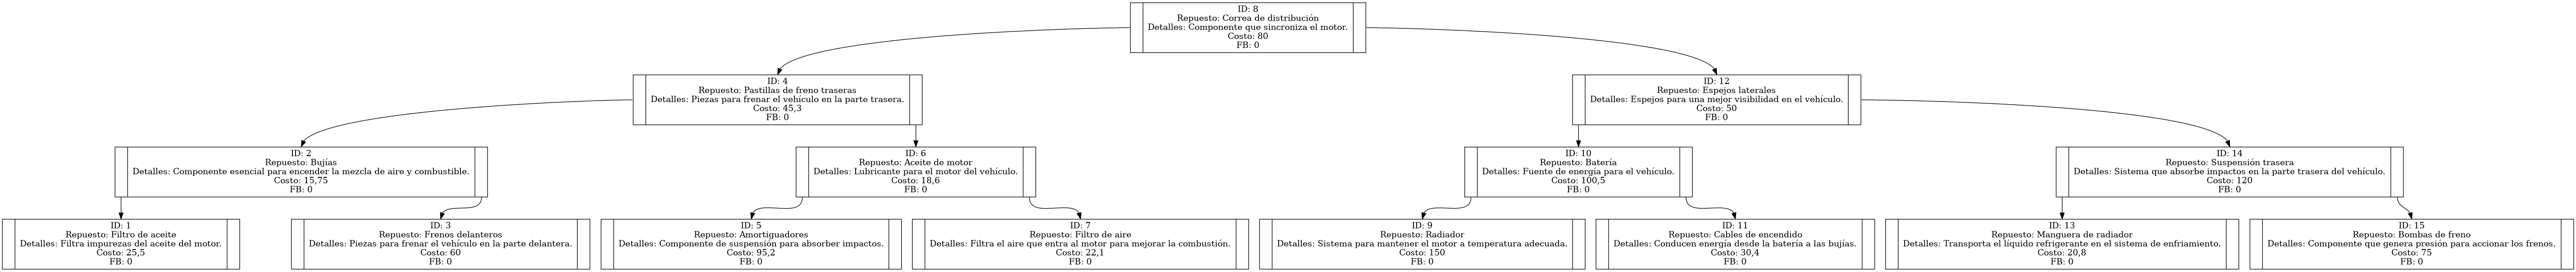 ID: 8
Repuesto: Correa de distribución
Detalles: Componente que sincroniza el motor.
Costo: 80
FB: 0
ID: 4
Repuesto: Pastillas de freno traseras
Detalles: Piezas para frenar el vehículo en la parte trasera.
Costo: 45,3
FB: 0
ID: 12
Repuesto: Espejos laterales
Detalles: Espejos para una mejor visibilidad en el vehículo.
Costo: 50
FB: 0
ID: 2
Repuesto: Bujías
Detalles: Componente esencial para encender la mezcla de aire y combustible.
Costo: 15,75
FB: 0
ID: 6
Repuesto: Aceite de motor
Detalles: Lubricante para el motor del vehículo.
Costo: 18,6
FB: 0
ID: 10
Repuesto: Batería
Detalles: Fuente de energía para el vehículo.
Costo: 100,5
FB: 0
ID: 14
Repuesto: Suspensión trasera
Detalles: Sistema que absorbe impactos en la parte trasera del vehículo.
Costo: 120
FB: 0
ID: 1
Repuesto: Filtro de aceite
Detalles: Filtra impurezas del aceite del motor.
Costo: 25,5
FB: 0
ID: 3
Repuesto: Frenos delanteros
Detalles: Piezas para frenar el vehículo en la parte delantera.
Costo: 60
FB: 0
ID: 5
Repuesto: Amortiguadores
Detalles: Componente de suspensión para absorber impactos.
Costo: 95,2
FB: 0
ID: 7
Repuesto: Filtro de aire
Detalles: Filtra el aire que entra al motor para mejorar la combustión.
Costo: 22,1
FB: 0
ID: 9
Repuesto: Radiador
Detalles: Sistema para mantener el motor a temperatura adecuada.
Costo: 150
FB: 0
ID: 11
Repuesto: Cables de encendido
Detalles: Conducen energía desde la batería a las bujías.
Costo: 30,4
FB: 0
ID: 13
Repuesto: Manguera de radiador
Detalles: Transporta el líquido refrigerante en el sistema de enfriamiento.
Costo: 20,8
FB: 0
ID: 15
Repuesto: Bombas de freno
Detalles: Componente que genera presión para accionar los frenos.
Costo: 75
FB: 0